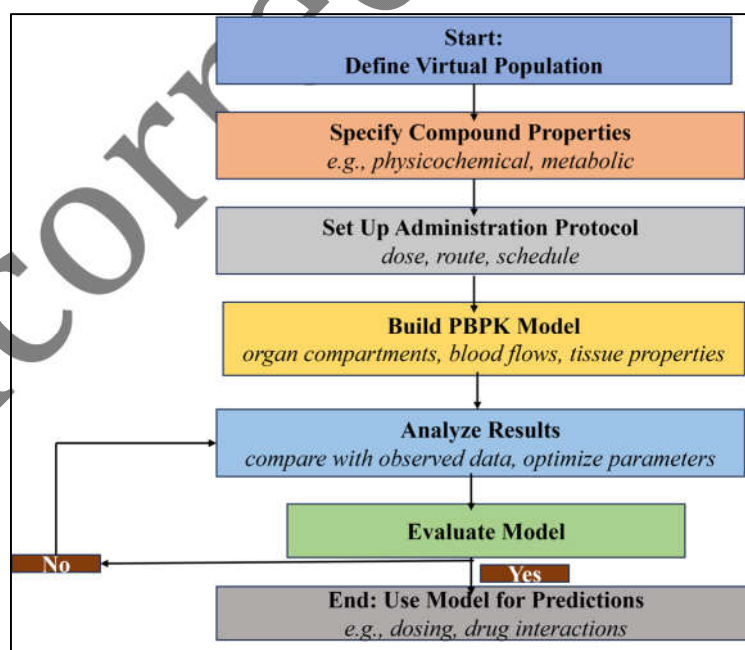 Start:
Define Virtual Population
Specify Compound Properties
e.g., physicochemical, metabolic
Set Up Administration Protocol
dose, route, schedule
Build PBPK Model
organ compartments, blood flows, tissue properties
Analyze Results
compare with observed data, optimize parameters
Evaluate Model
No
Yes
End: Use Model for Predictions
e.g., dosing, drug interactions